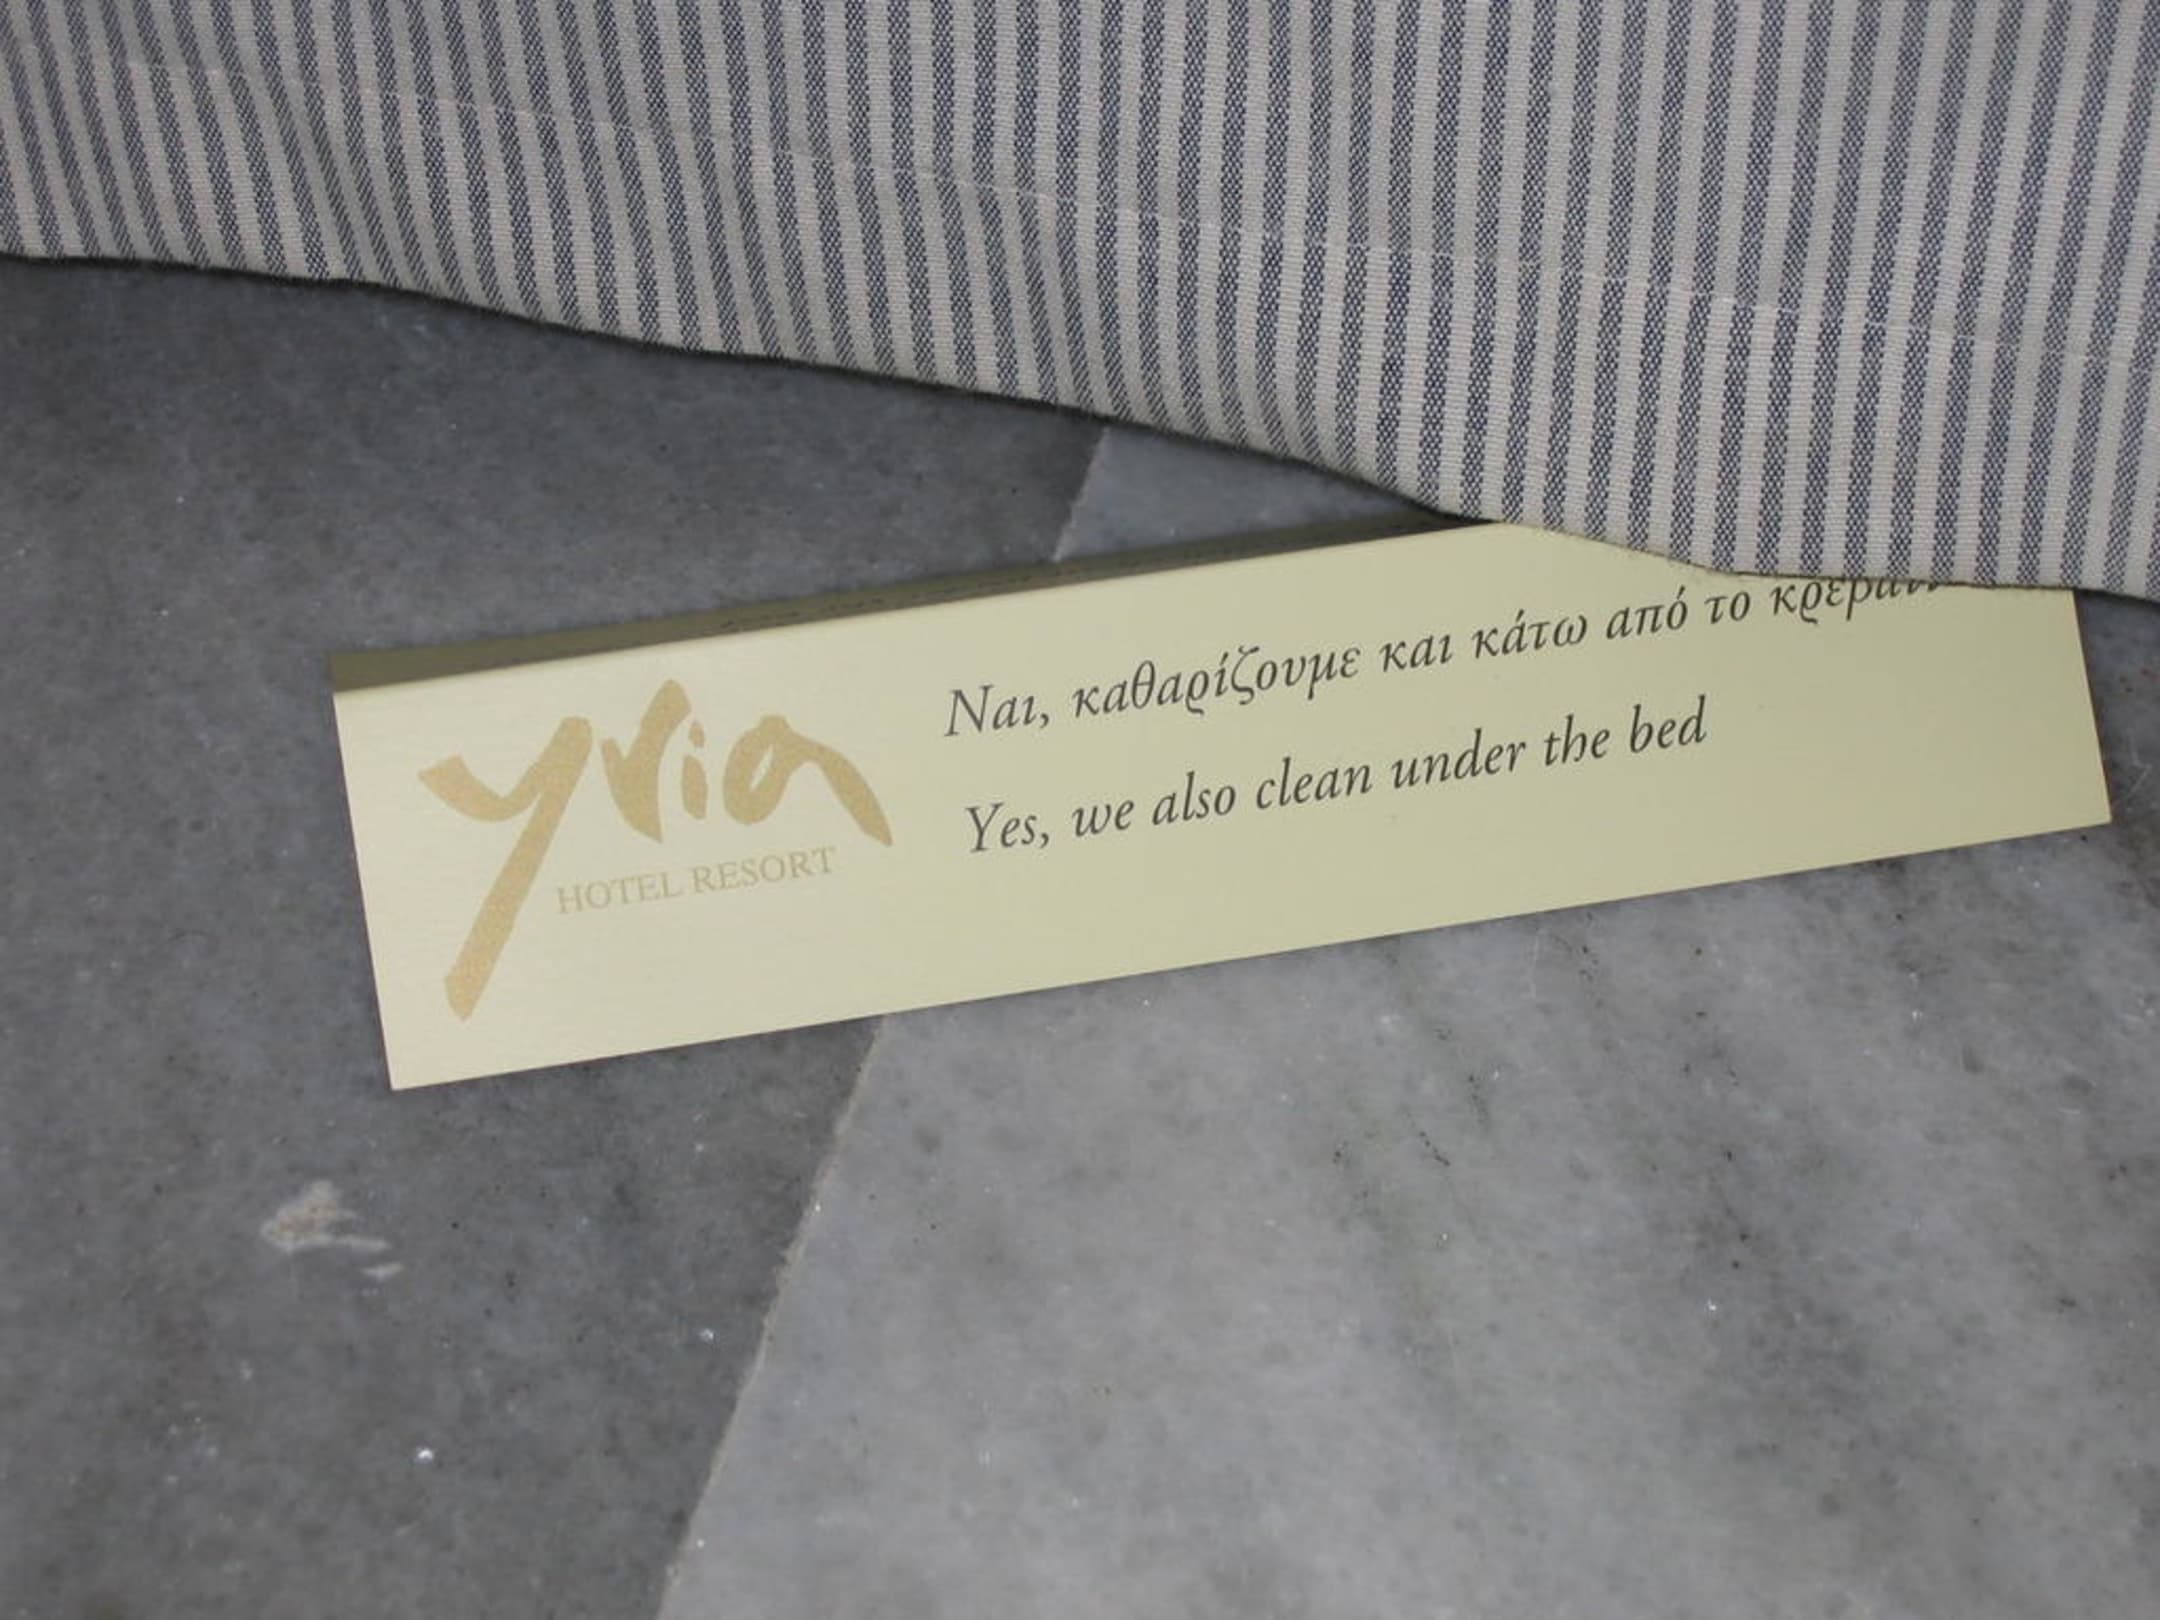 yria
HOTEL RESORT
Ναι, καθαρίζουμε και κάτω από το
Yes, we also clean under the bed